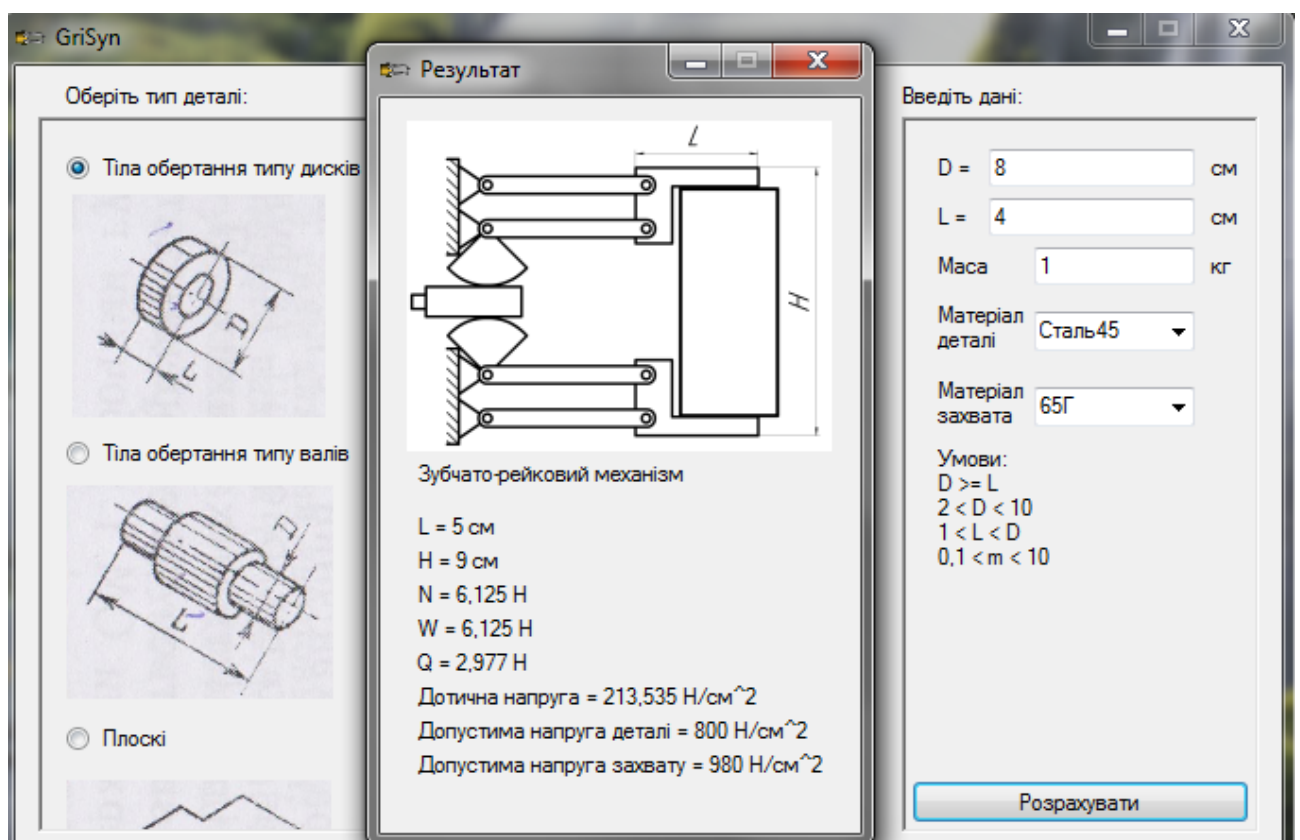 GriSyn
Оберіть тип деталі:
Тіла обертання типу дисків
D
L
Тіла обертання типу валів
D
L
Плоскі
Результат
L
H
Зубчато-рейковий механізм
L = 5 см
H = 9 см
N = 6,125 Н
W = 6,125 Н
Q = 2,977 Н
Дотична напруга = 213,535 Н/см^2
Допустима напруга деталі = 800 Н/см^2
Допустима напруга захвату = 980 Н/см^2
Введіть дані:
D = 8 см
L = 4 см
Маса 1 кг
Матеріал
деталі Сталь45
Матеріал
захвата 65Г
Умови:
D >= L
2 < D < 10
1 < L < D
0,1 < m < 10
Розрахувати